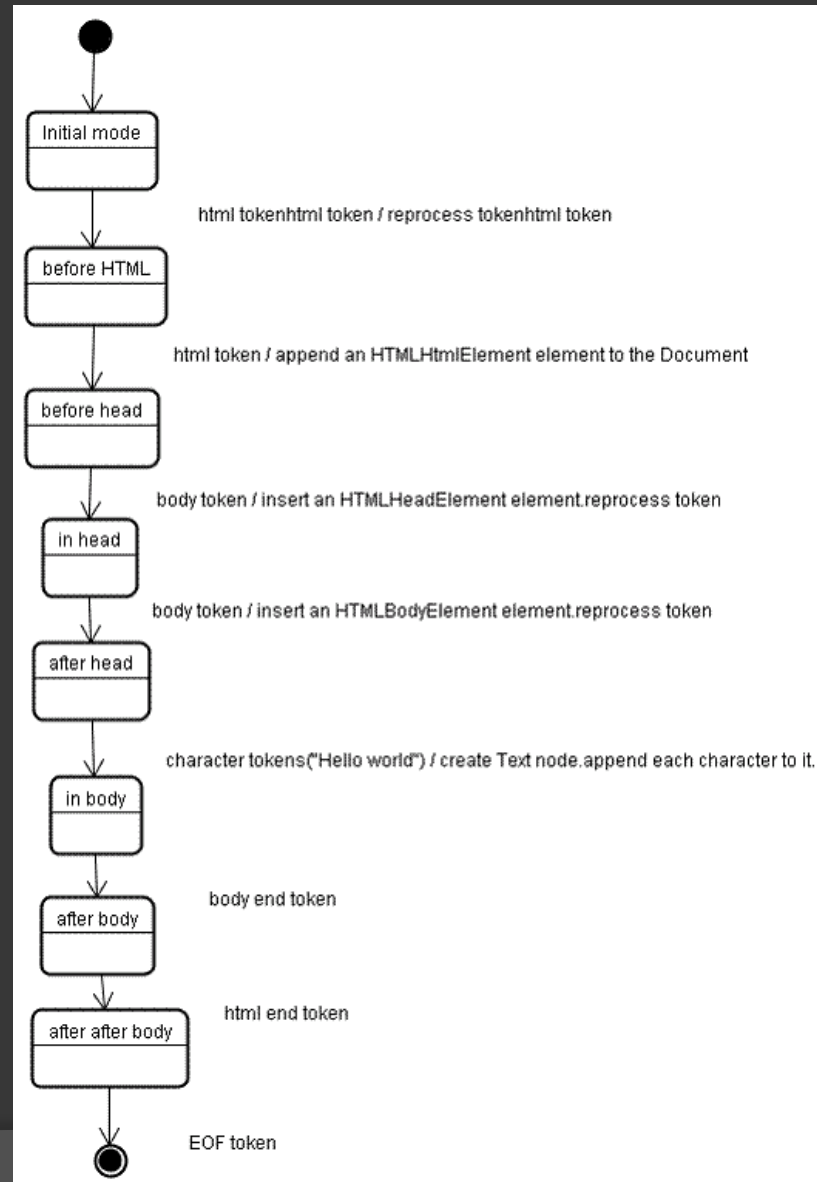 Initial mode
html tokenhtml token / reprocess tokenhtml token
before HTML
html token / append an HTMLHtmlElement element to the Document
before head
body token / insert an HTMLHeadElement element.reprocess token
in head
body token / insert an HTMLBodyElement element.reprocess token
after head
character tokens("Hello world") / create Text node.append each character to it.
in body
body end token
after body
html end token
after after body
EOF token